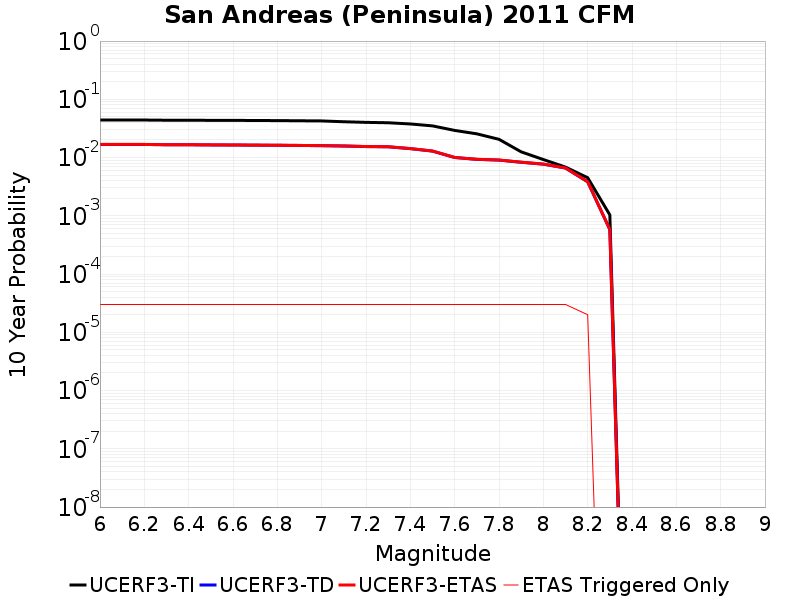 San Andreas (Peninsula) 2011 CFM
10 Year Probability
10^0
10^-1
10^-2
10^-3
10^-4
10^-5
10^-6
10^-7
10^-8
6 6.2 6.4 6.6 6.8 7 7.2 7.4 7.6 7.8 8 8.2 8.4 8.6 8.8 9
Magnitude
UCERF3-TI UCERF3-TD UCERF3-ETAS ETAS Triggered Only